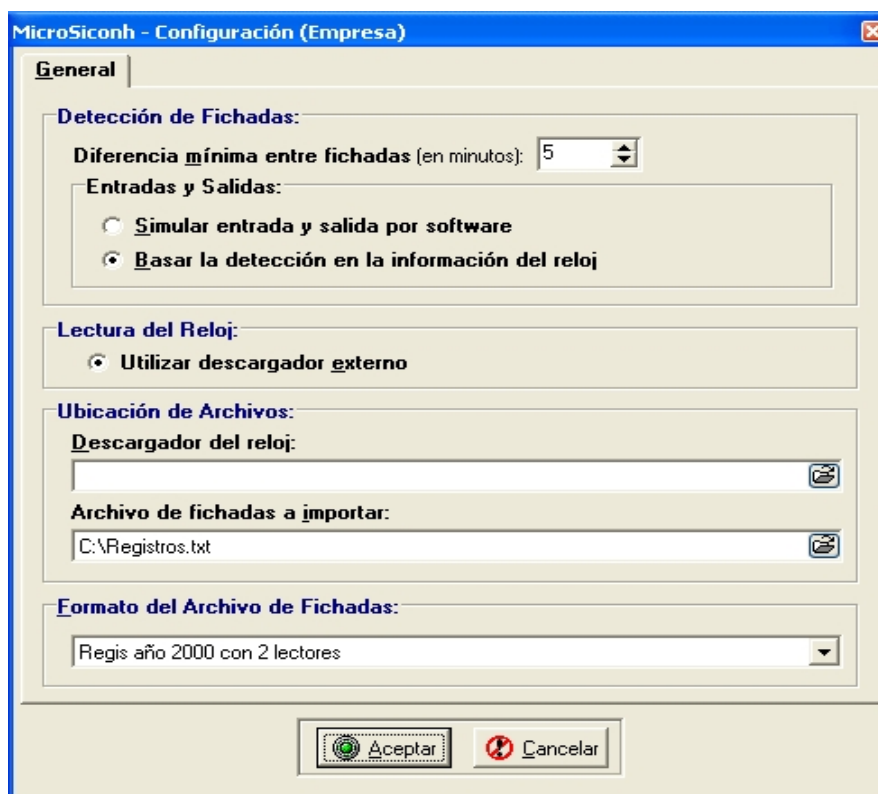 MicroSiconh - Configuración (Empresa)
General
Detección de Fichadas:
Diferencia mínima entre fichadas (en minutos): 5
Entradas y Salidas:
Simular entrada y salida por software
Basar la detección en la información del reloj
Lectura del Reloj:
Utilizar descargador externo
Ubicación de Archivos:
Descargador del reloj:
Archivo de fichadas a importar:
C:\Registros.txt
Formato del Archivo de Fichadas:
Regis año 2000 con 2 lectores
Aceptar Cancelar